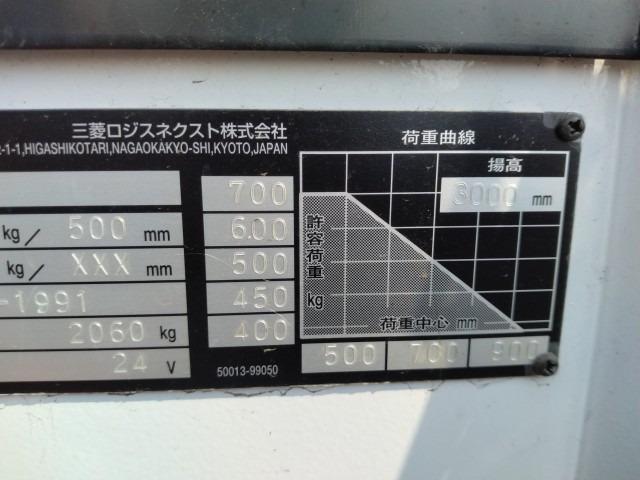 三菱ロジスネクスト株式会社
-1-1,HIGASHIKOTARI,NAGAOKAKYO-SHI,KYOTO,JAPAN
荷重曲線
揚高
3000 mm
700
kg/ 500 mm
600
kg/ XXX mm
500
-1991
450
2060 kg
400
24 V
50013-99050
許容荷重 kg
荷重中心 mm
500 700 900